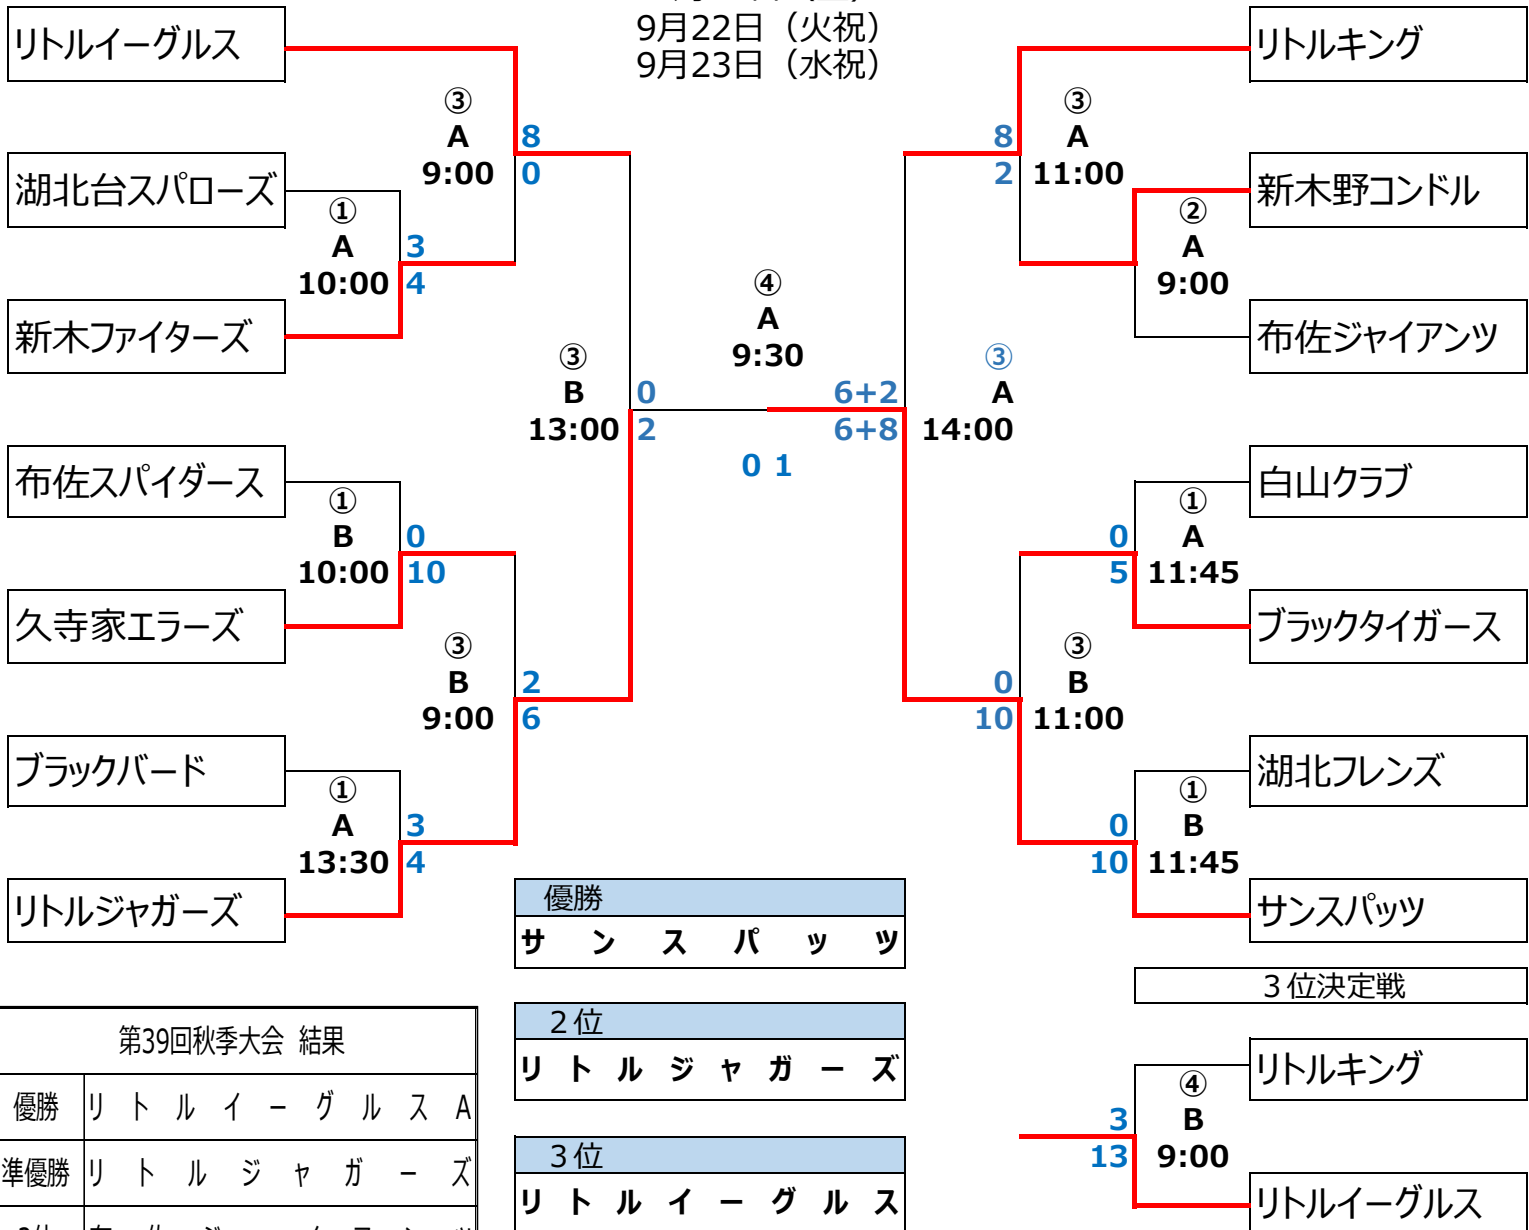 9月22日（火祝）
9月23日（水祝）
リトルイーグルス
湖北台スパローズ
新木ファイターズ
布佐スパイダース
久寺家エラーズ
ブラックバード
リトルジャガーズ
③
A
9:00
8
0
①
A
10:00
3
4
③
B
13:00
0
2
①
B
10:00
0
10
③
B
9:00
2
6
①
A
13:30
3
4
④
A
9:30
0 1
リトルキング
新木野コンドル
布佐ジャイアンツ
白山クラブ
ブラックタイガース
湖北フレンズ
サンスパッツ
8
2
③
A
11:00
②
A
9:00
6+2
6+8
③
A
14:00
0
5
①
A
11:45
0
10
③
B
11:00
0
10
①
B
11:45
優勝
サンスパッツ
２位
リトルジャガーズ
３位
リトルイーグルス
３位決定戦
リトルキング
④
B
9:00
3
13
リトルイーグルス
第39回秋季大会 結果
優勝 リトルイーグルスA
準優勝 リトルジャガーズ